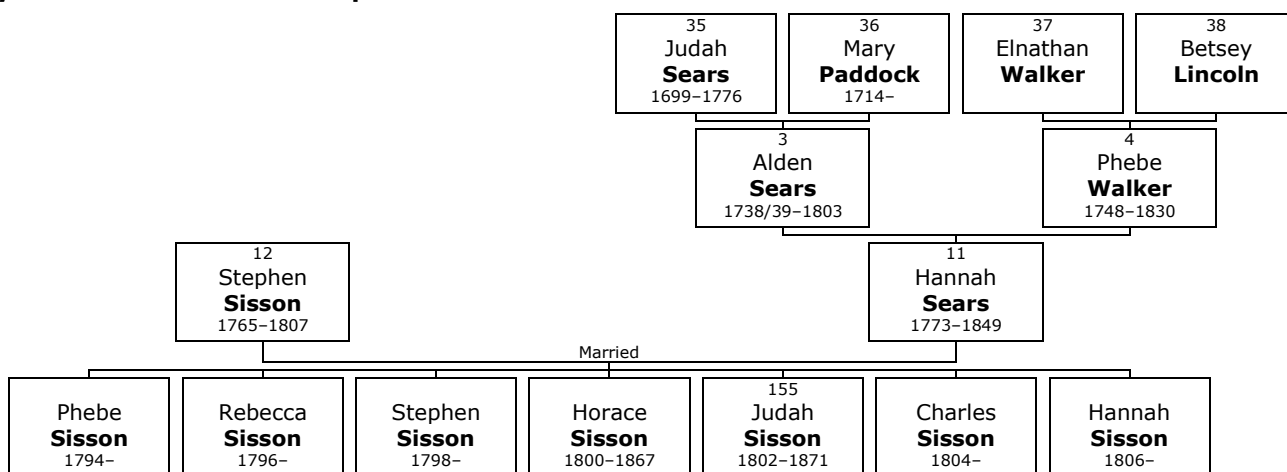 35
Judah
Sears
1699–1776
36
Mary
Paddock
1714–
37
Elnathan
Walker
38
Betsey
Lincoln
3
Alden
Sears
1738/39–1803
4
Phebe
Walker
1748–1830
12
Stephen
Sisson
1765–1807
11
Hannah
Sears
1773–1849
Married
Phebe
Sisson
1794–
Rebecca
Sisson
1796–
Stephen
Sisson
1798–
Horace
Sisson
1800–1867
155
Judah
Sisson
1802–1871
Charles
Sisson
1804–
Hannah
Sisson
1806–